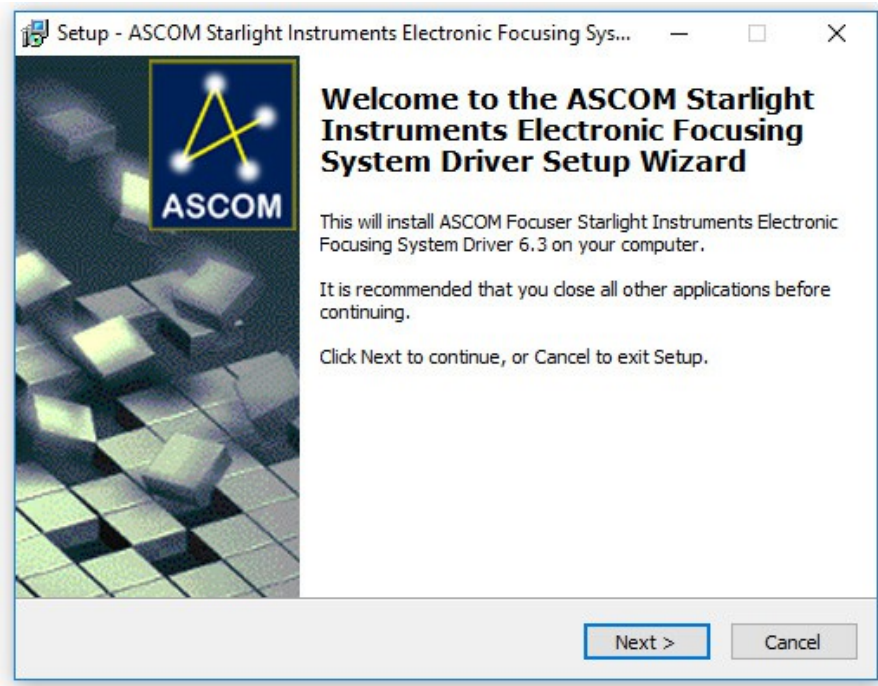 Setup - ASCOM Starlight Instruments Electronic Focusing Sys...
ASCOM
Welcome to the ASCOM Starlight
Instruments Electronic Focusing
System Driver Setup Wizard
This will install ASCOM Focuser Starlight Instruments Electronic
Focusing System Driver 6.3 on your computer.
It is recommended that you close all other applications before
continuing.
Click Next to continue, or Cancel to exit Setup.
Next >
Cancel